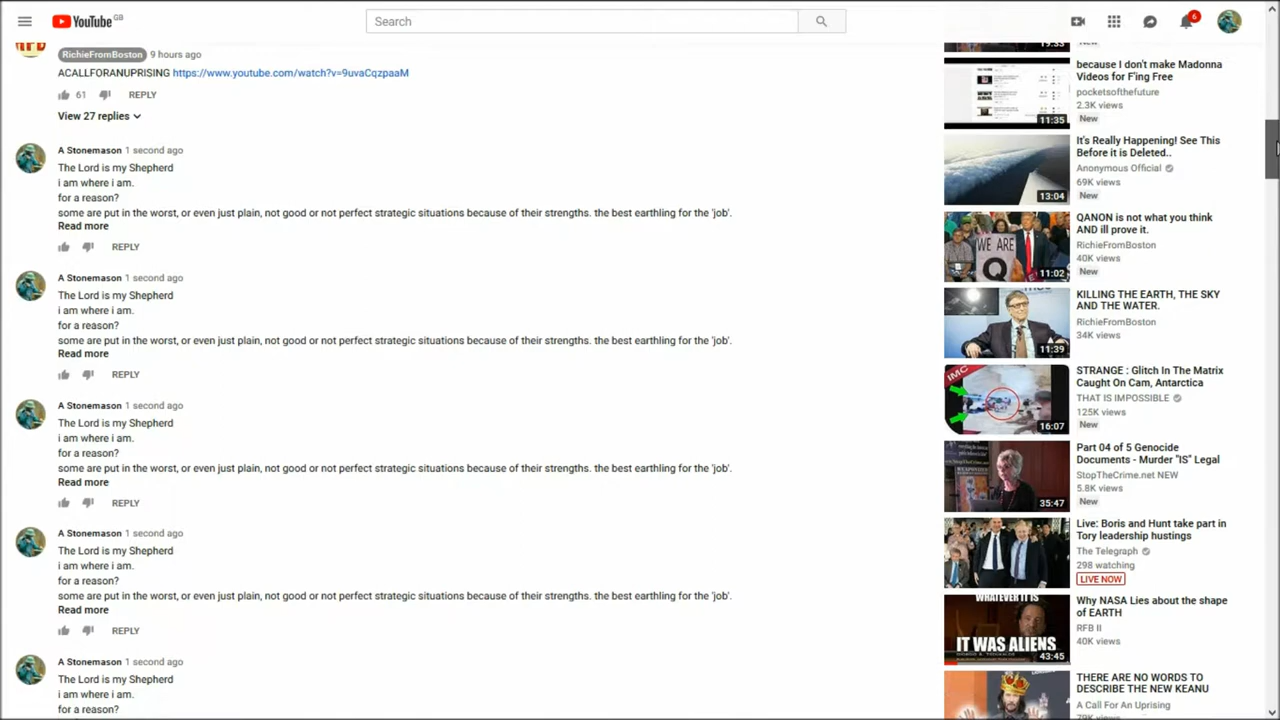 YouTube GB
Search
6
RichieFromBoston 9 hours ago
ACALLFORANUPRISING https://www.youtube.com/watch?v=9uvaCqzpaaM
61 REPLY
View 27 replies
A Stonemason 1 second ago
The Lord is my Shepherd
i am where i am.
for a reason?
some are put in the worst, or even just plain, not good or not perfect strategic situations because of their strengths. the best earthling for the 'job'.
Read more
REPLY
A Stonemason 1 second ago
The Lord is my Shepherd
i am where i am.
for a reason?
some are put in the worst, or even just plain, not good or not perfect strategic situations because of their strengths. the best earthling for the 'job'.
Read more
REPLY
A Stonemason 1 second ago
The Lord is my Shepherd
i am where i am.
for a reason?
some are put in the worst, or even just plain, not good or not perfect strategic situations because of their strengths. the best earthling for the 'job'.
Read more
REPLY
A Stonemason 1 second ago
The Lord is my Shepherd
i am where i am.
for a reason?
some are put in the worst, or even just plain, not good or not perfect strategic situations because of their strengths. the best earthling for the 'job'.
Read more
REPLY
A Stonemason 1 second ago
The Lord is my Shepherd
i am where i am.
for a reason?
19:33
New
because I don't make Madonna
Videos for F'ing Free
pocketsofthefuture
2.3K views
11:35
New
It's Really Happening! See This
Before it is Deleted..
Anonymous Official
69K views
13:04
New
QANON is not what you think
AND ill prove it.
RichieFromBoston
40K views
WE ARE
Q
11:02
New
KILLING THE EARTH, THE SKY
AND THE WATER.
RichieFromBoston
34K views
11:39
STRANGE : Glitch In The Matrix
Caught On Cam, Antarctica
THAT IS IMPOSSIBLE
125K views
IMC
16:07
New
Part 04 of 5 Genocide
Documents - Murder "IS" Legal
StopTheCrime.net NEW
5.8K views
35:47
New
Live: Boris and Hunt take part in
Tory leadership hustings
The Telegraph
298 watching
LIVE NOW
Why NASA Lies about the shape
of EARTH
RFB II
40K views
WHATEVER IT IS
IT WAS ALIENS
43:45
THERE ARE NO WORDS TO
DESCRIBE THE NEW KEANU
A Call For An Uprising
79K views